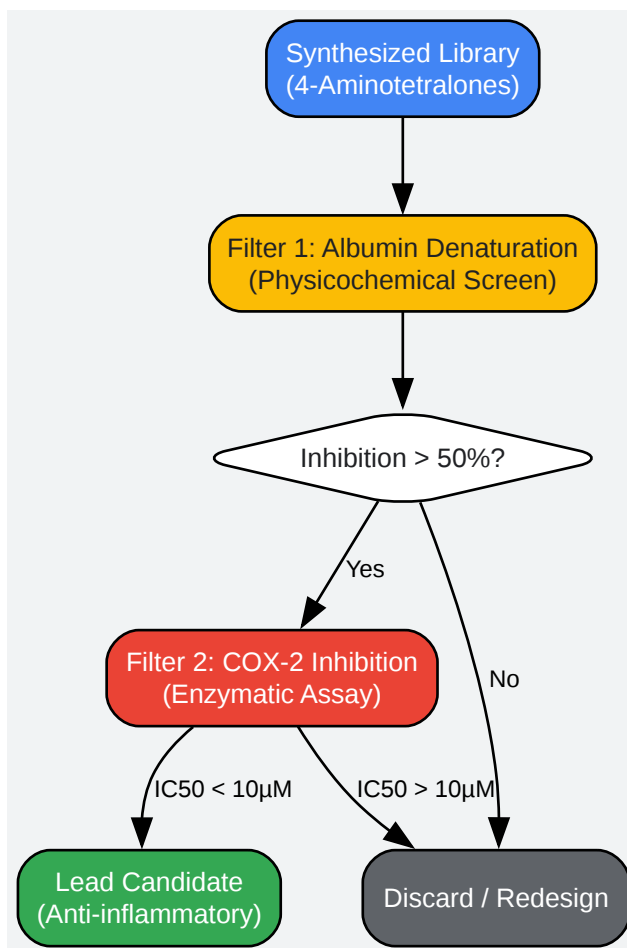 Synthesized Library
(4-Aminotetralones)
Filter 1: Albumin Denaturation
(Physicochemical Screen)
Inhibition > 50%?
Yes
Filter 2: COX-2 Inhibition
(Enzymatic Assay)
No
IC50 < 10µM
IC50 > 10µM
Lead Candidate
(Anti-inflammatory)
Discard / Redesign